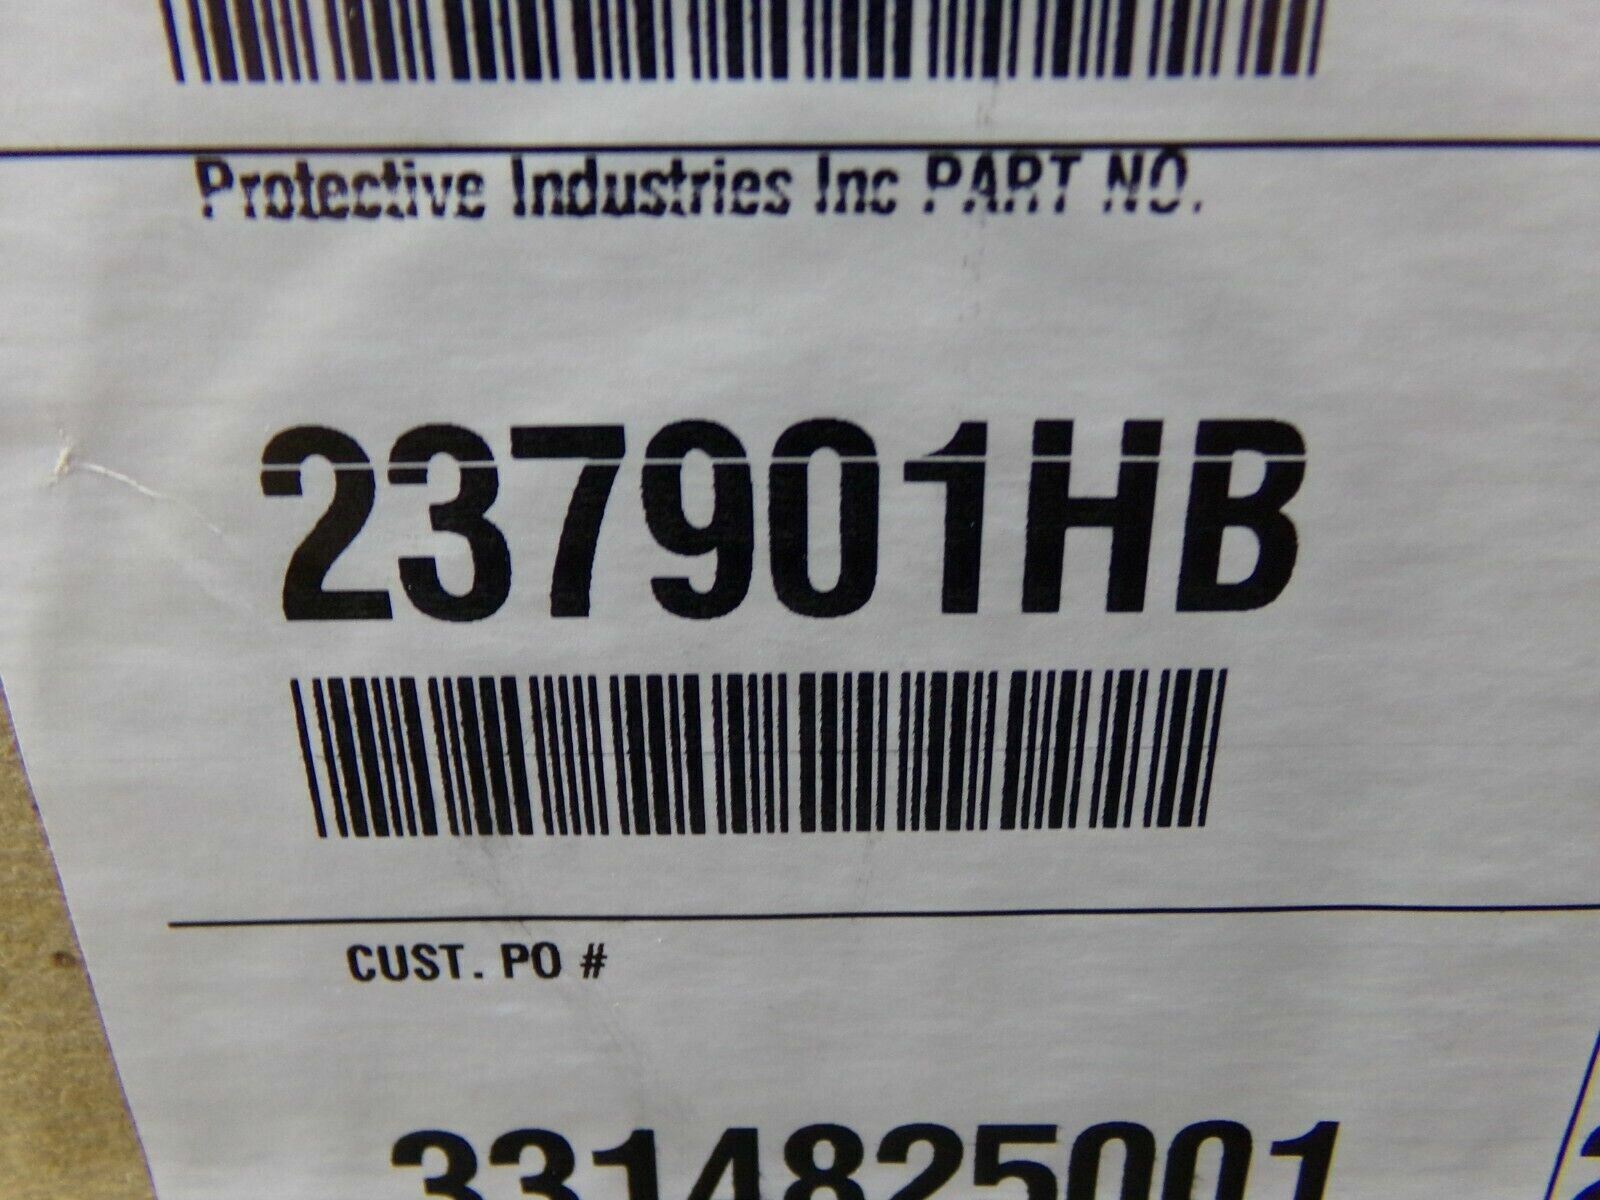 Protective Industries Inc PART NO.
237901HB
CUST. PO #
3314825001